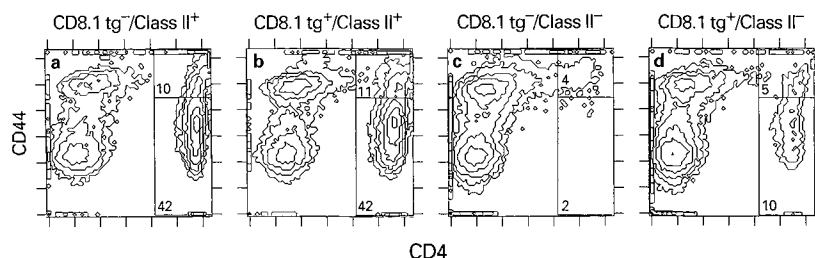 CD8.1 tg⁻/Class II⁺ CD8.1 tg⁺/Class II⁺ CD8.1 tg⁻/Class II⁻ CD8.1 tg⁺/Class II⁻
a b c d
10 11 4 5
CD44
42 42 2 10
CD4